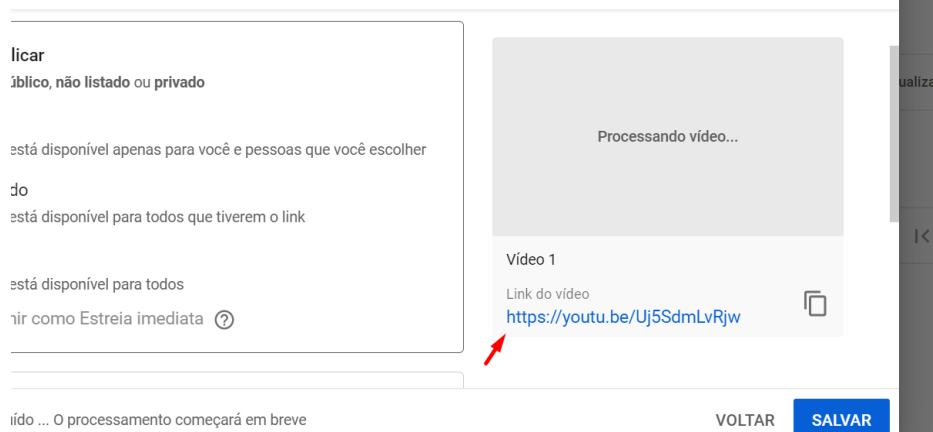 licar
público, não listado ou privado
está disponível apenas para você e pessoas que você escolher
do
está disponível para todos que tiverem o link
está disponível para todos
nir como Estreia imediata
Processando vídeo...
Vídeo 1
Link do vídeo
https://youtu.be/Uj5SdmLvRjw
ualiza
uído ... O processamento começará em breve
VOLTAR
SALVAR